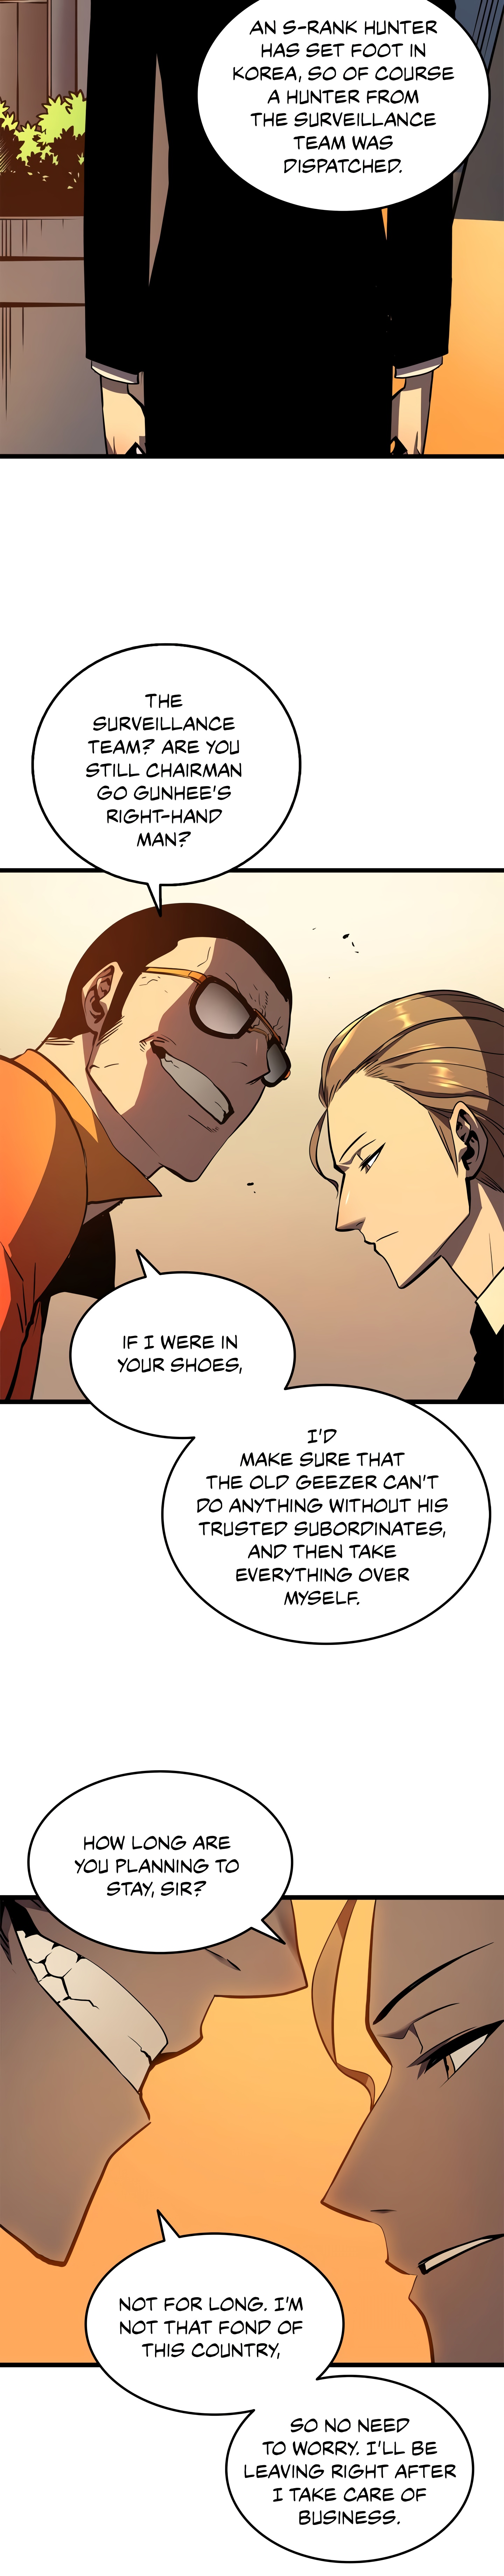 AN S-RANK HUNTER
HAS SET FOOT IN
KOREA, SO OF COURSE
A HUNTER FROM
THE SURVEILLANCE
TEAM WAS
DISPATCHED.
THE
SURVEILLANCE
TEAM? ARE YOU
STILL CHAIRMAN
GO GUNHEE'S
RIGHT-HAND
MAN?
IF I WERE IN
YOUR SHOES,
I'D
MAKE SURE THAT
THE OLD GEEZER CAN'T
DO ANYTHING WITHOUT HIS
TRUSTED SUBORDINATES,
AND THEN TAKE
EVERYTHING OVER
MYSELF.
HOW LONG ARE
YOU PLANNING TO
STAY, SIR?
NOT FOR LONG. I'M
NOT THAT FOND OF
THIS COUNTRY,
SO NO NEED
TO WORRY. I'LL BE
LEAVING RIGHT AFTER
I TAKE CARE OF
BUSINESS.